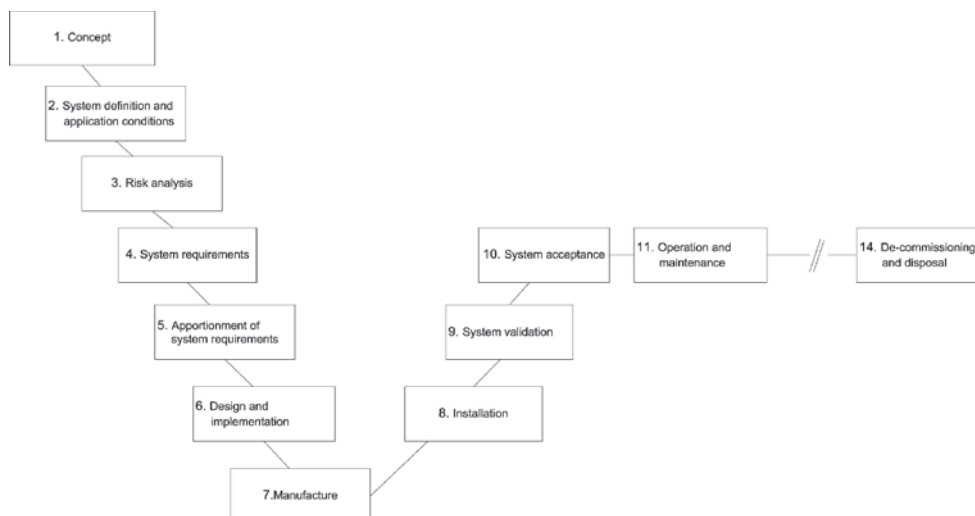 1. Concept
2. System definition and
application conditions
3. Risk analysis
4. System requirements
5. Apportionment of
system requirements
6. Design and
implementation
7.Manufacture
8. Installation
9. System validation
10. System acceptance
11. Operation and
maintenance
14. De-commissioning
and disposal